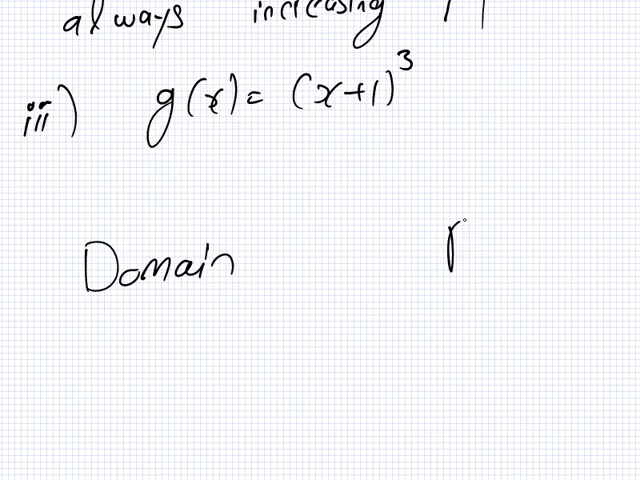 always increasing
iii) g(x) = (x+1)³
Domain